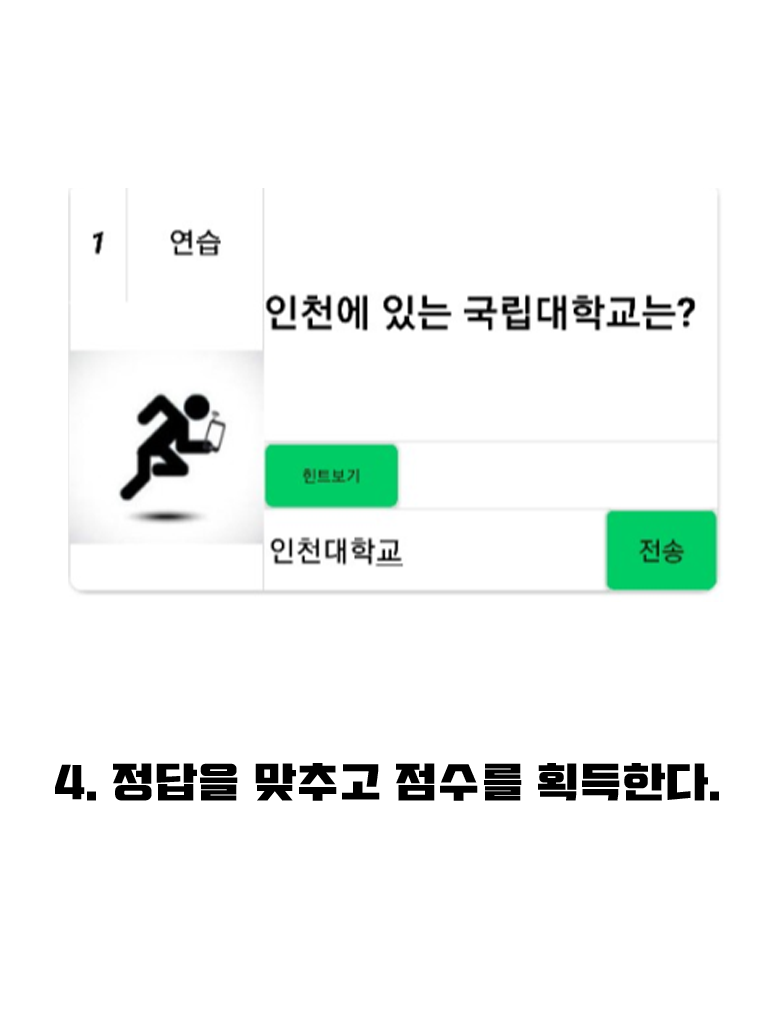 1 연습
인천에 있는 국립대학교는?
힌트보기
인천대학교 전송
4. 정답을 맞추고 점수를 획득한다.